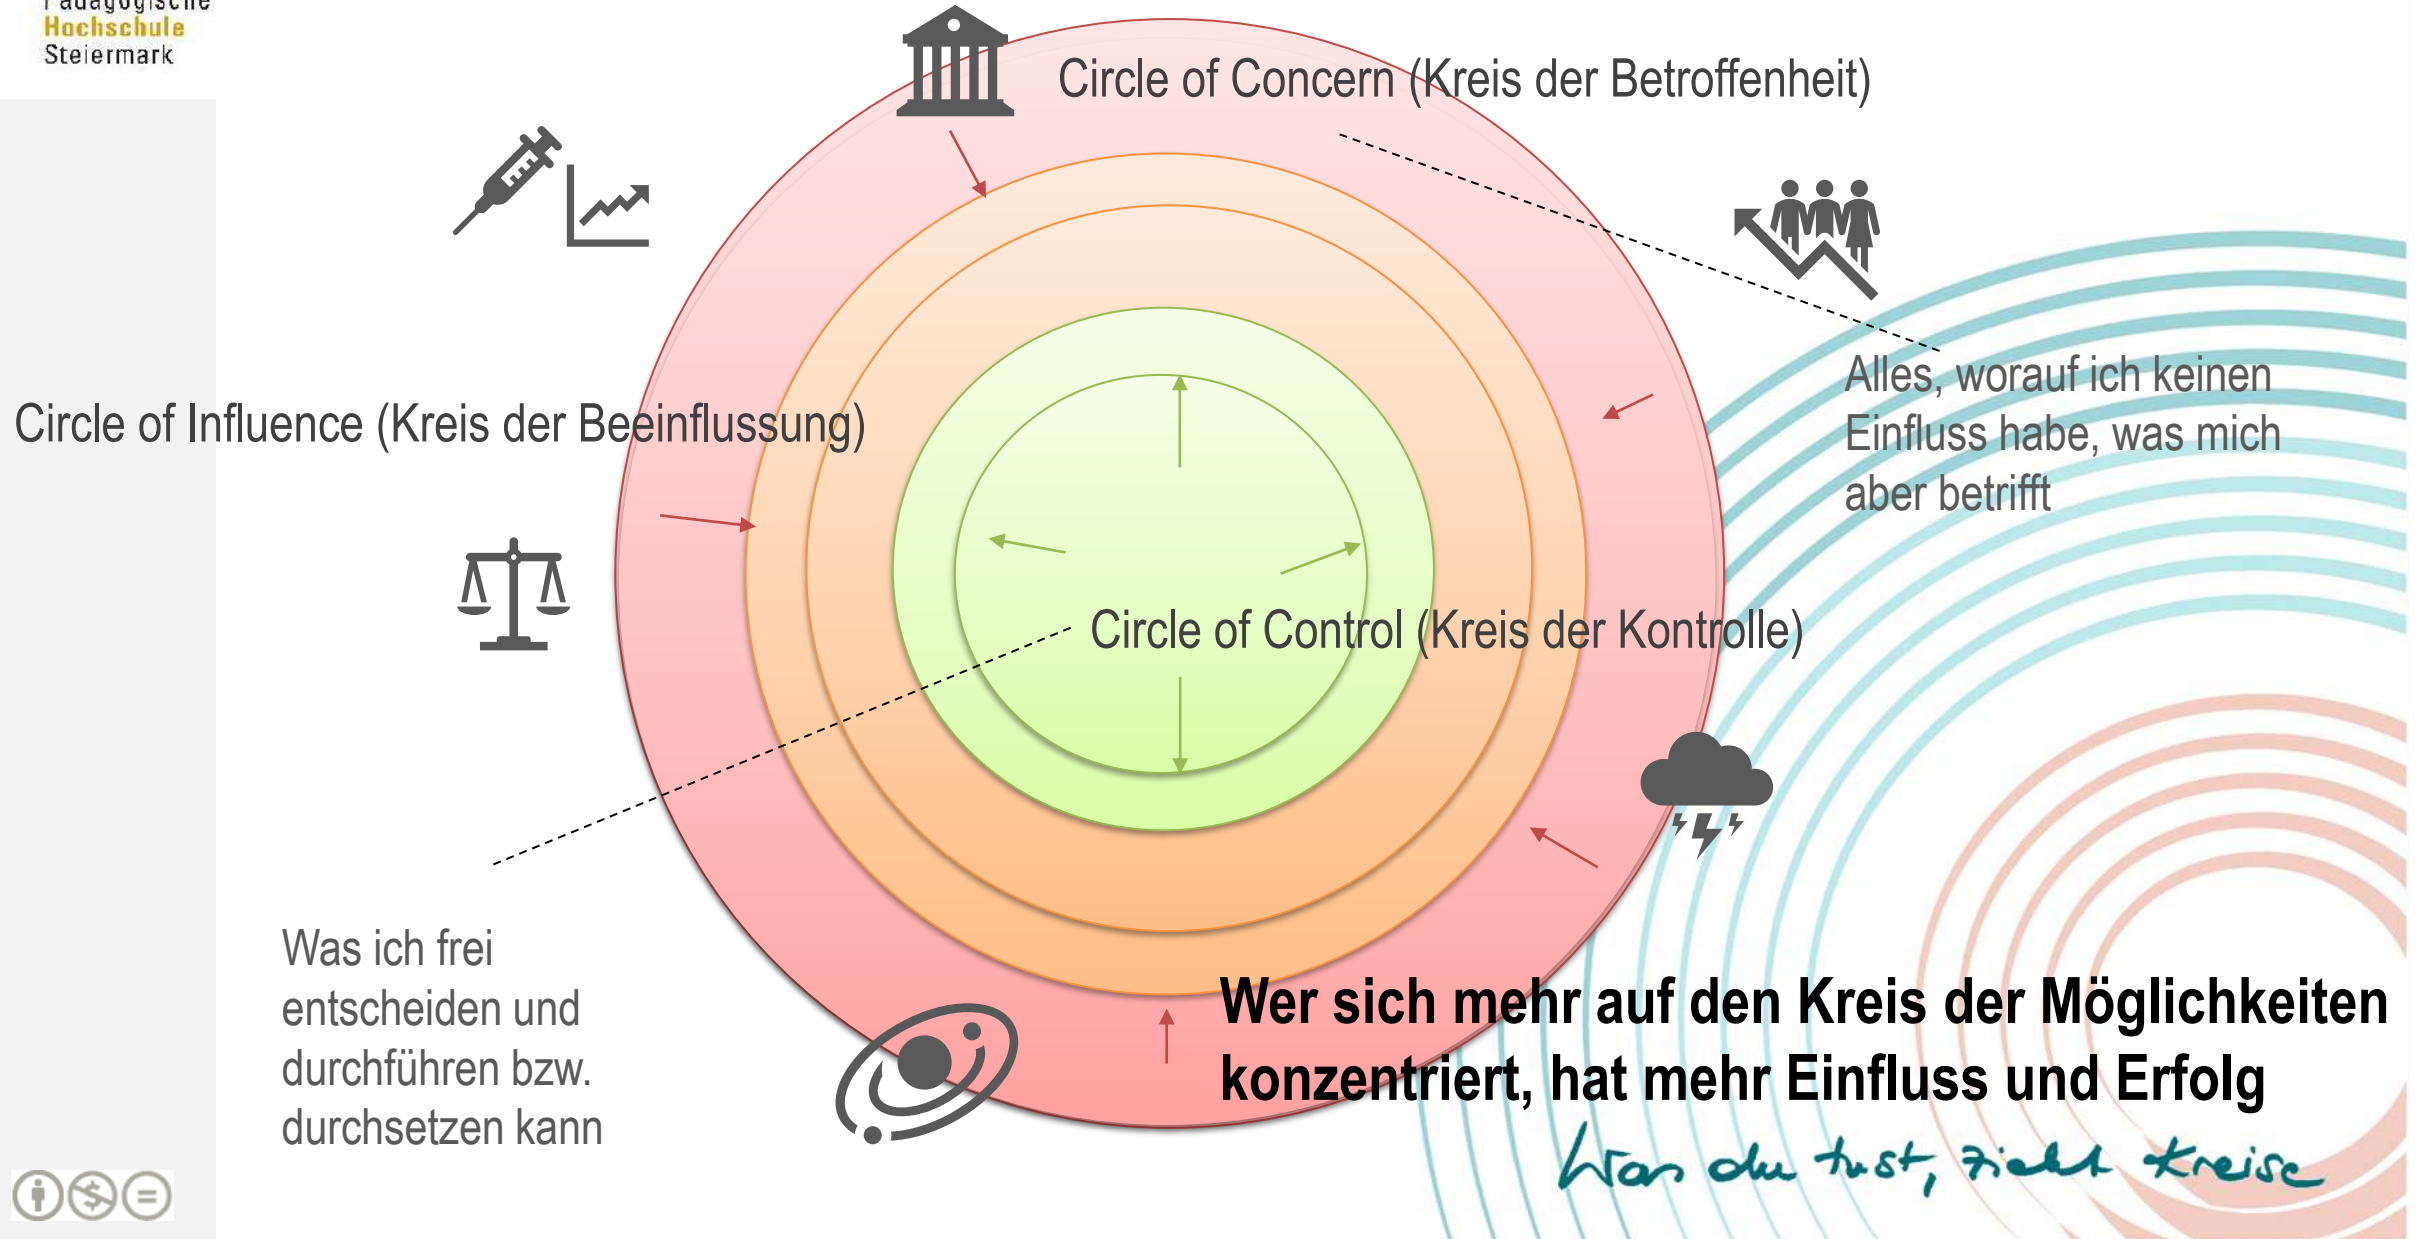 Pädagogische
Hochschule
Steiermark
Circle of Concern (Kreis der Betroffenheit)
Alles, worauf ich keinen
Einfluss habe, was mich
aber betrifft
Circle of Influence (Kreis der Beeinflussung)
Circle of Control (Kreis der Kontrolle)
Was ich frei
entscheiden und
durchführen bzw.
durchsetzen kann
Wer sich mehr auf den Kreis der Möglichkeiten
konzentriert, hat mehr Einfluss und Erfolg
Was du tust, zieht Kreise